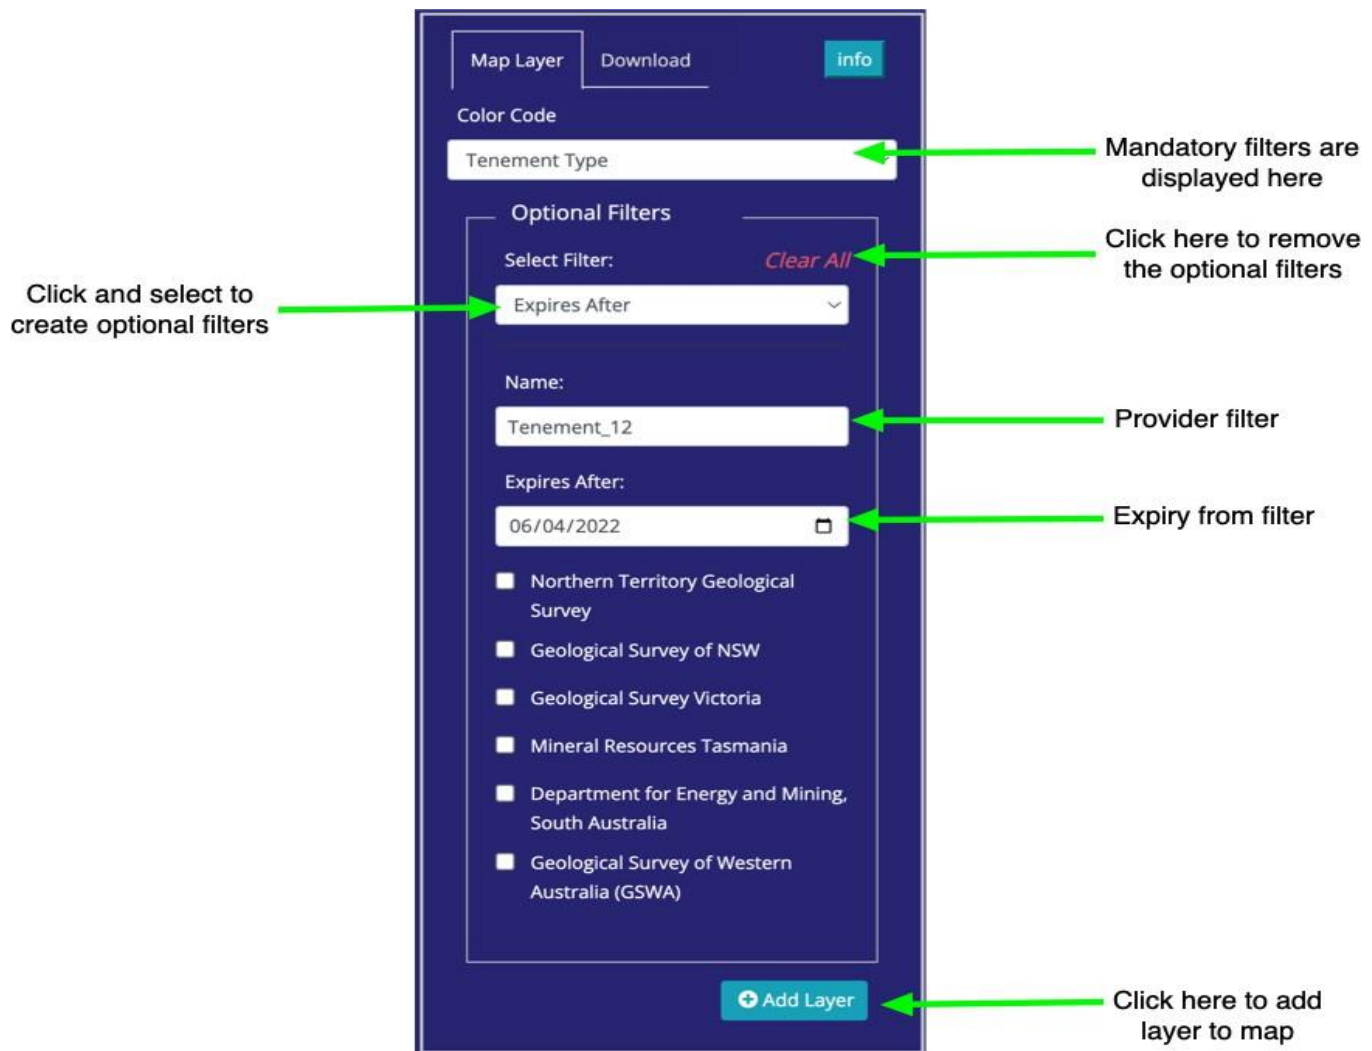 Map Layer
Download
info
Color Code
Tenement Type
Mandatory filters are
displayed here
Optional Filters
Select Filter:
Clear All
Click here to remove
the optional filters
Click and select to
create optional filters
Expires After
Name:
Tenement_12
Provider filter
Expires After:
06/04/2022
Expiry from filter
Northern Territory Geological
Survey
Geological Survey of NSW
Geological Survey Victoria
Mineral Resources Tasmania
Department for Energy and Mining,
South Australia
Geological Survey of Western
Australia (GSWA)
Add Layer
Click here to add
layer to map